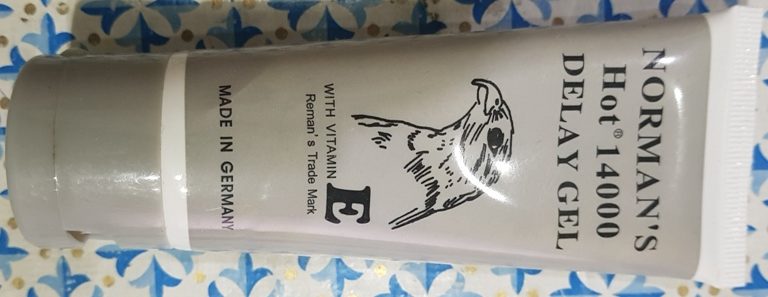 NORMAN'S
Hot® 14000
DELAY GEL
WITH VITAMIN E
Reman's Trade Mark
MADE IN GERMANY